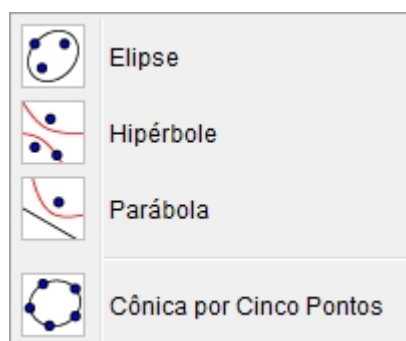 Elipse
Hipérbole
Parábola
Cônica por Cinco Pontos